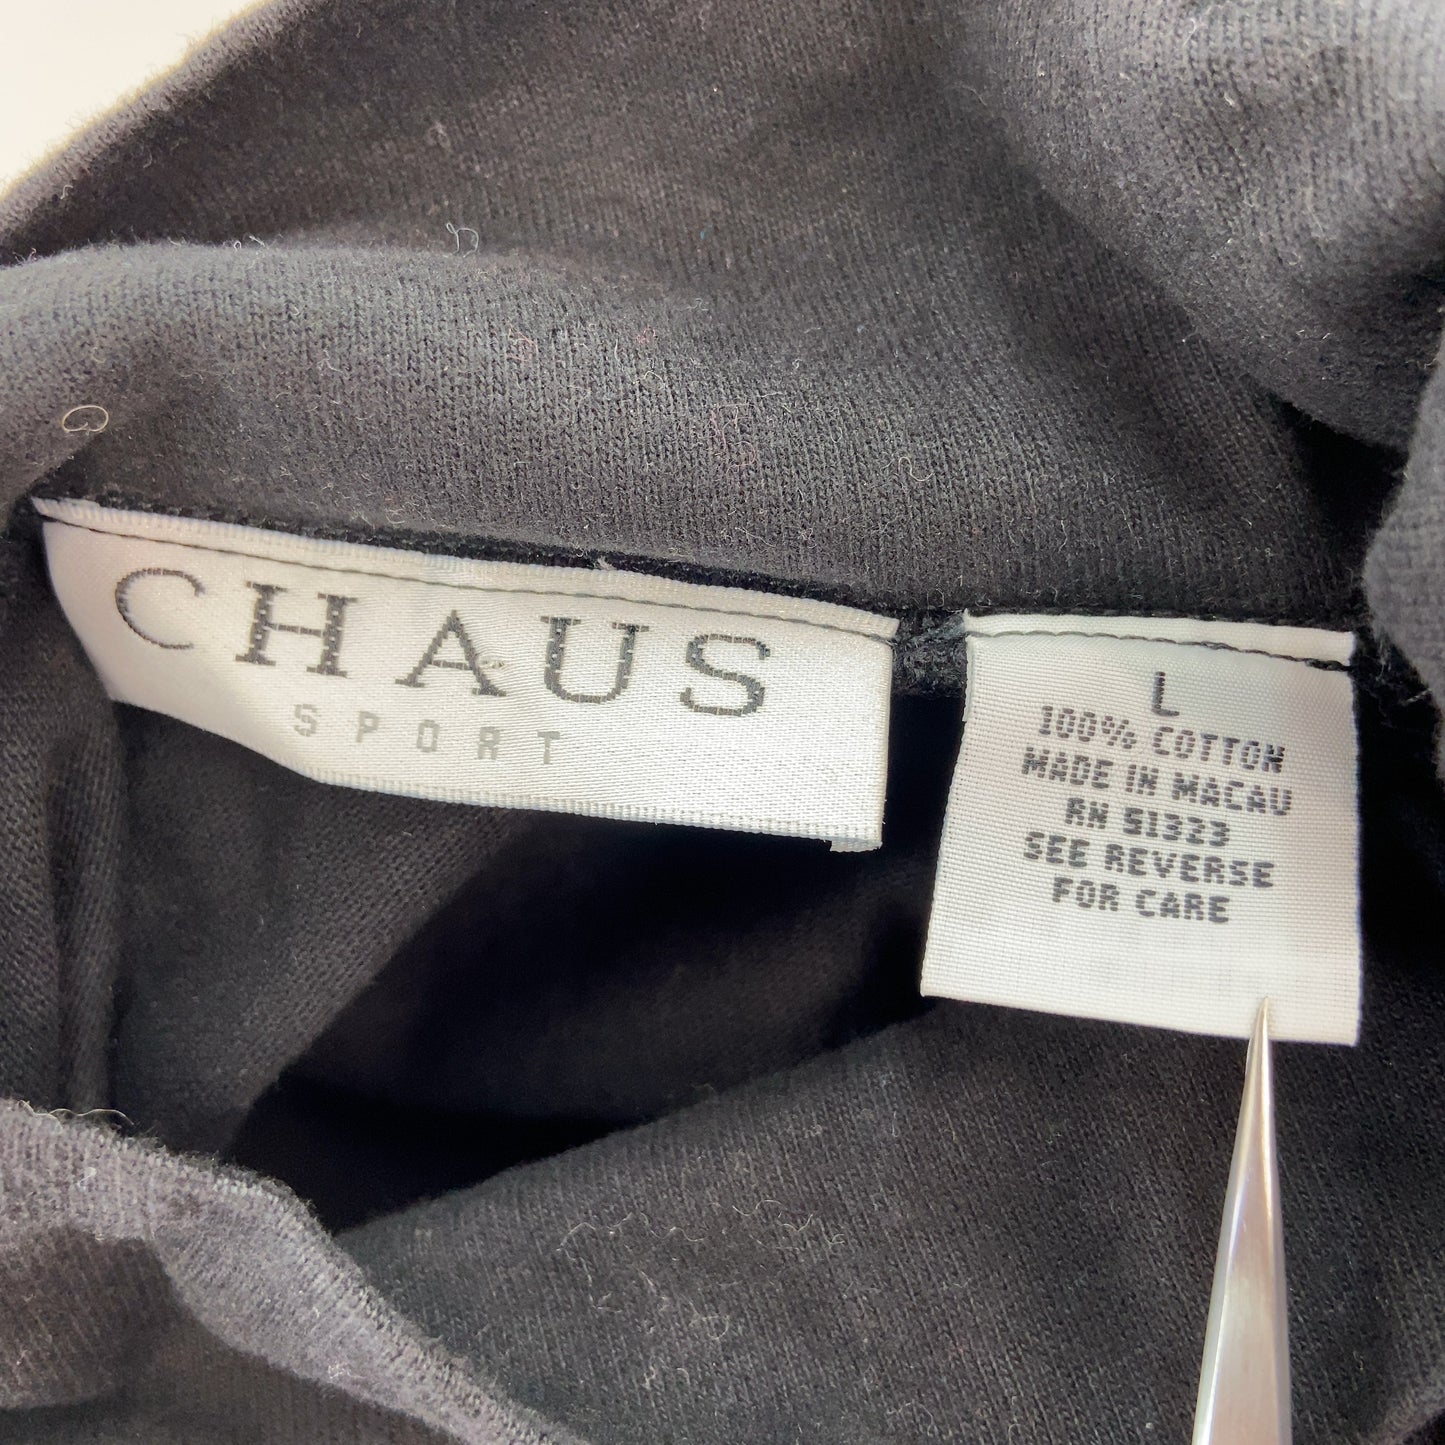 CHAUS
SPORT
L
100% COTTON
MADE IN MACAU
RN 51323
SEE REVERSE
FOR CARE